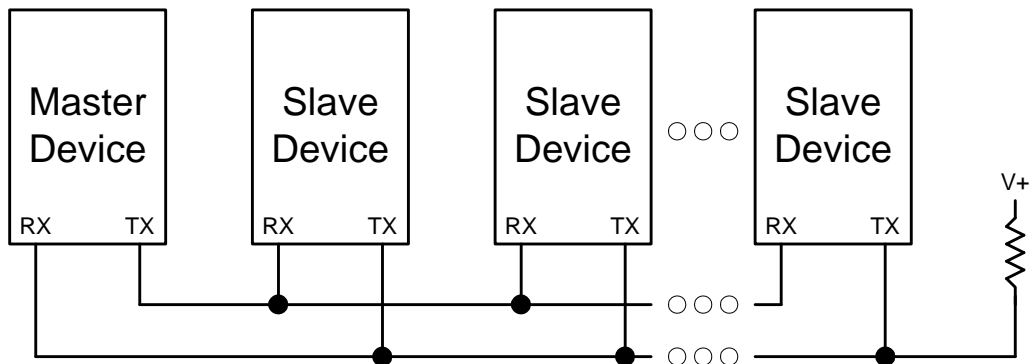 Master
Device
Slave
Device
Slave
Device
Slave
Device
V+
RX TX
RX TX
RX TX
RX TX